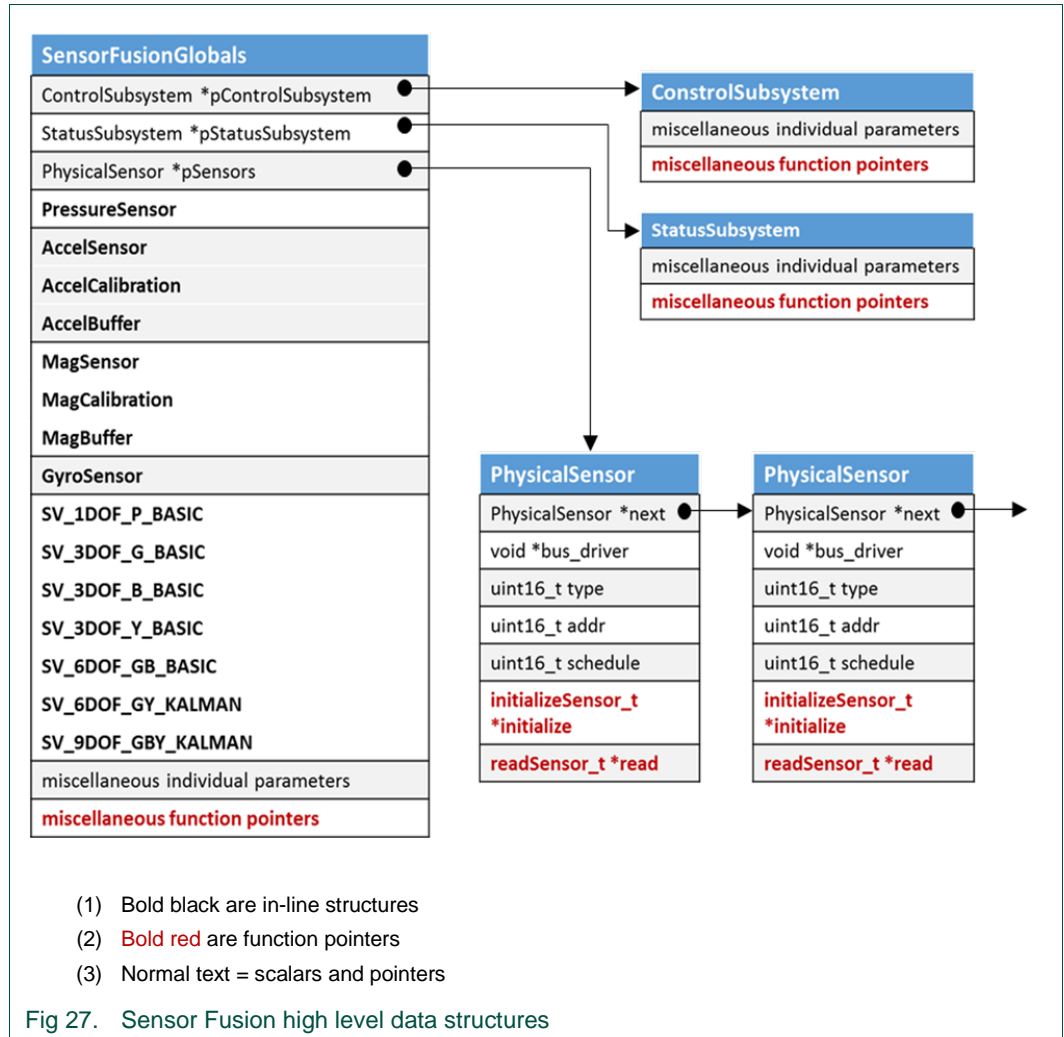 SensorFusionGlobals
ControlSubsystem *pControlSubsystem
StatusSubsystem *pStatusSubsystem
PhysicalSensor *pSensors
PressureSensor
AccelSensor
AccelCalibration
AccelBuffer
MagSensor
MagCalibration
MagBuffer
GyroSensor
SV_1DOF_P_BASIC
SV_3DOF_G_BASIC
SV_3DOF_B_BASIC
SV_3DOF_Y_BASIC
SV_6DOF_GB_BASIC
SV_6DOF_GY_KALMAN
SV_9DOF_GBY_KALMAN
miscellaneous individual parameters
miscellaneous function pointers
ConstrolSubsystem
miscellaneous individual parameters
miscellaneous function pointers
StatusSubsystem
miscellaneous individual parameters
miscellaneous function pointers
PhysicalSensor
PhysicalSensor *next
void *bus_driver
uint16_t type
uint16_t addr
uint16_t schedule
initializeSensor_t
*initialize
readSensor_t *read
PhysicalSensor
PhysicalSensor *next
void *bus_driver
uint16_t type
uint16_t addr
uint16_t schedule
initializeSensor_t
*initialize
readSensor_t *read
(1) Bold black are in-line structures
(2) Bold red are function pointers
(3) Normal text = scalars and pointers
Fig 27. Sensor Fusion high level data structures